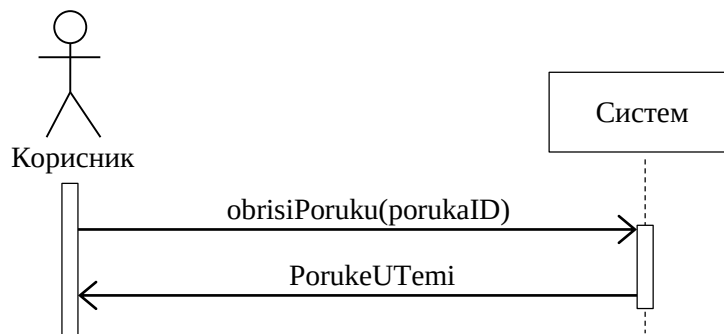 Систем
Корисник
obrisiPoruku(porukaID)
PorukeUTemi